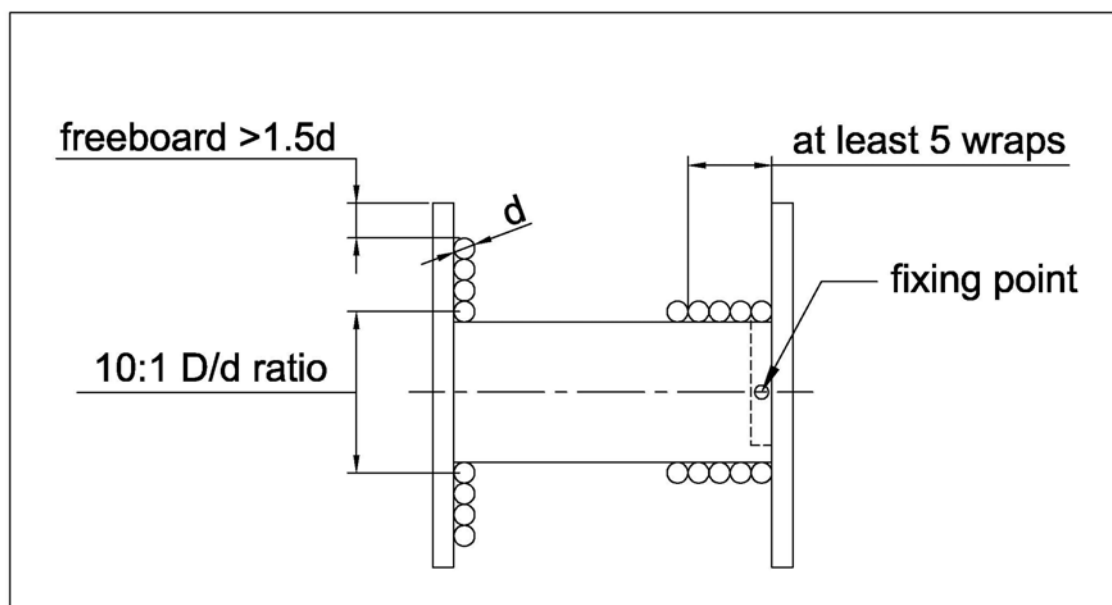 freeboard >1.5d
at least 5 wraps
d
fixing point
10:1 D/d ratio